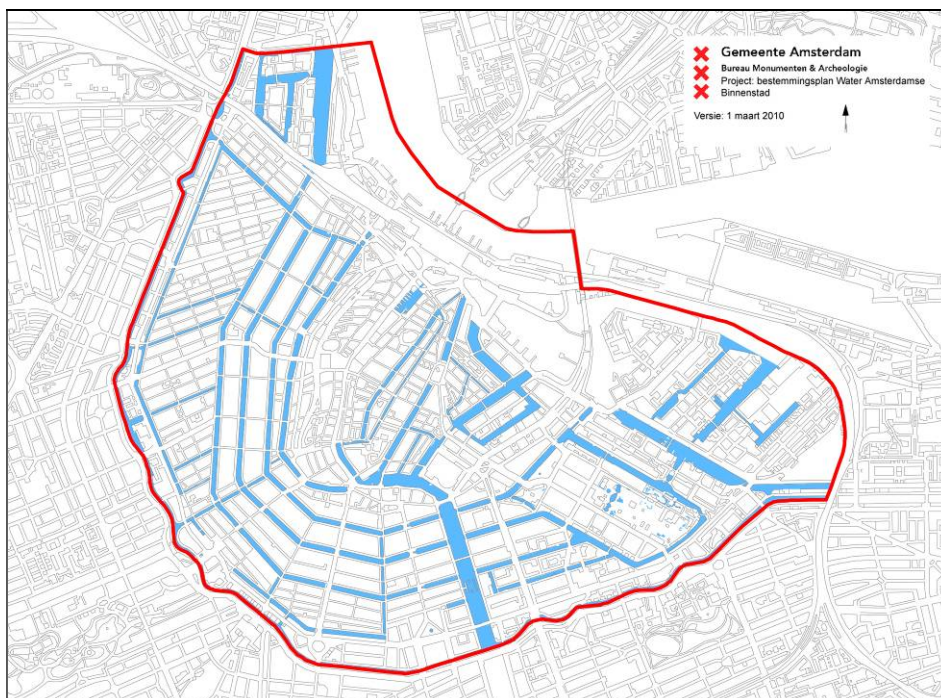 Gemeente Amsterdam
Bureau Monumenten & Archeologie
Project: bestemmingsplan Water Amsterdamse
Binnenstad
Versie: 1 maart 2010